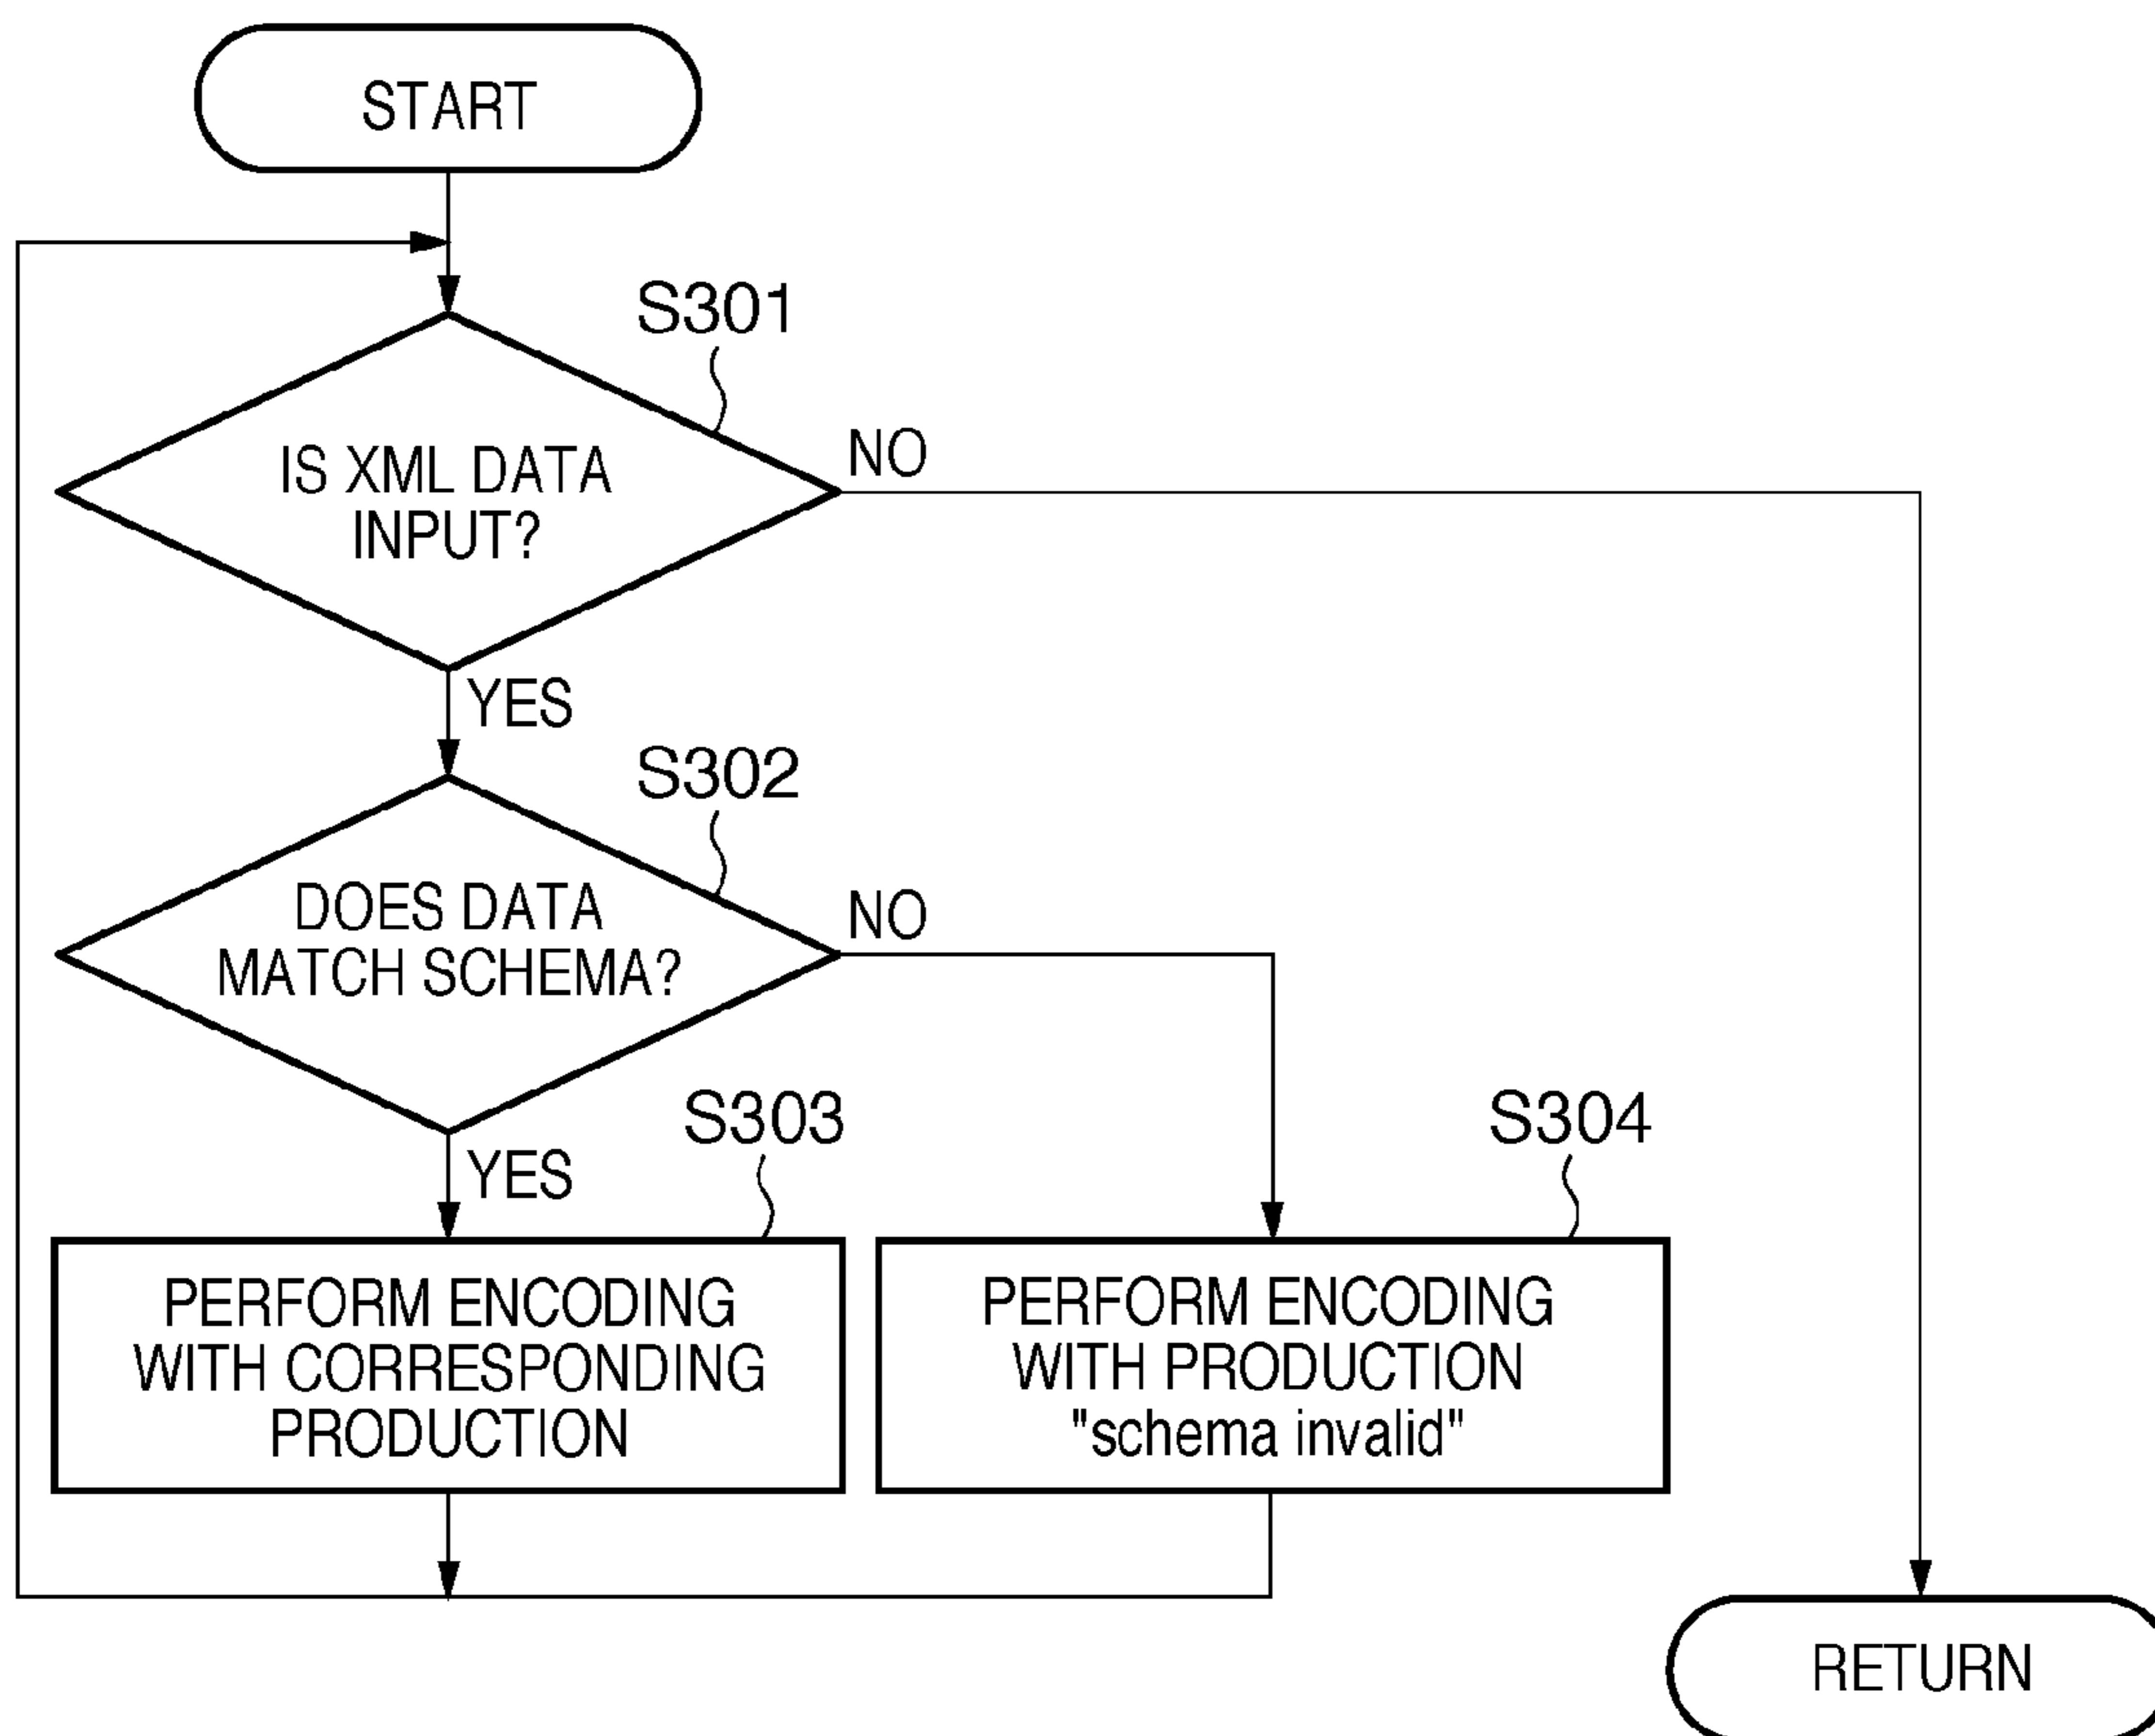 START
S301
IS XML DATA
INPUT?
NO
YES
S302
DOES DATA
MATCH SCHEMA?
NO
YES
S303
S304
PERFORM ENCODING
WITH CORRESPONDING
PRODUCTION
PERFORM ENCODING
WITH PRODUCTION
"schema invalid"
RETURN